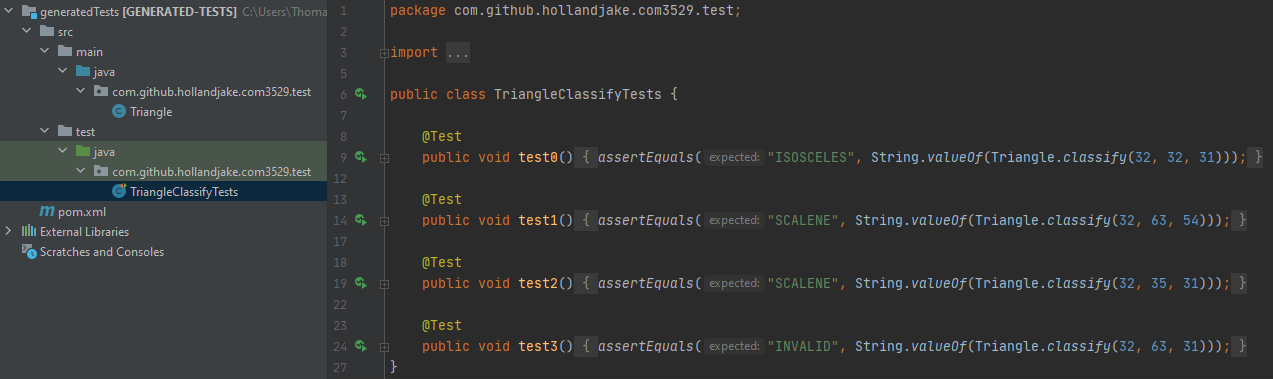 generatedTests [GENERATED-TESTS] C:\Users\Thoma
src
main
java
com.github.hollandjake.com3529.test
Triangle
test
java
com.github.hollandjake.com3529.test
TriangleClassifyTests
pom.xml
External Libraries
Scratches and Consoles
1 package com.github.hollandjake.com3529.test;
2
3 import ...
5
6 public class TriangleClassifyTests {
7
8 @Test
9 public void test0() { assertEquals( expected: "ISOSCELES", String.valueOf(Triangle.classify(32, 32, 31))); }
12
13 @Test
14 public void test1() { assertEquals( expected: "SCALENE", String.valueOf(Triangle.classify(32, 63, 54))); }
17
18 @Test
19 public void test2() { assertEquals( expected: "SCALENE", String.valueOf(Triangle.classify(32, 35, 31))); }
22
23 @Test
24 public void test3() { assertEquals( expected: "INVALID", String.valueOf(Triangle.classify(32, 63, 31))); }
27 }